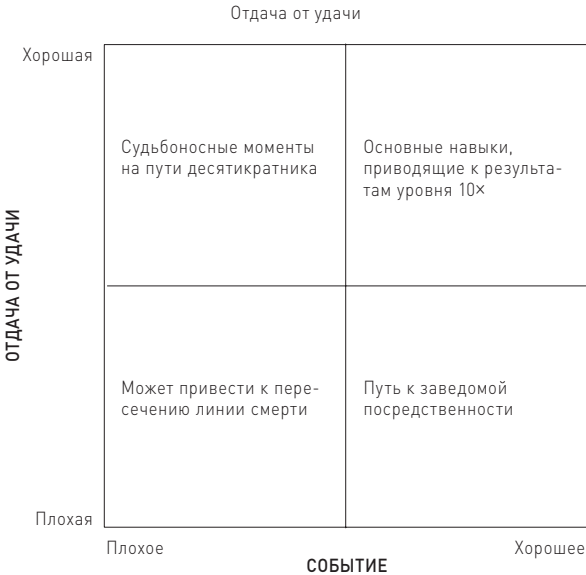 Отдача от удачи
Хорошая
Судьбоносные моменты
на пути десятикратника
Основные навыки,
приводящие к результа-
там уровня 10×
ОТДАЧА ОТ УДАЧИ
Может привести к пере-
сечению линии смерти
Путь к заведомой
посредственности
Плохая
Плохое
Хорошее
СОБЫТИЕ